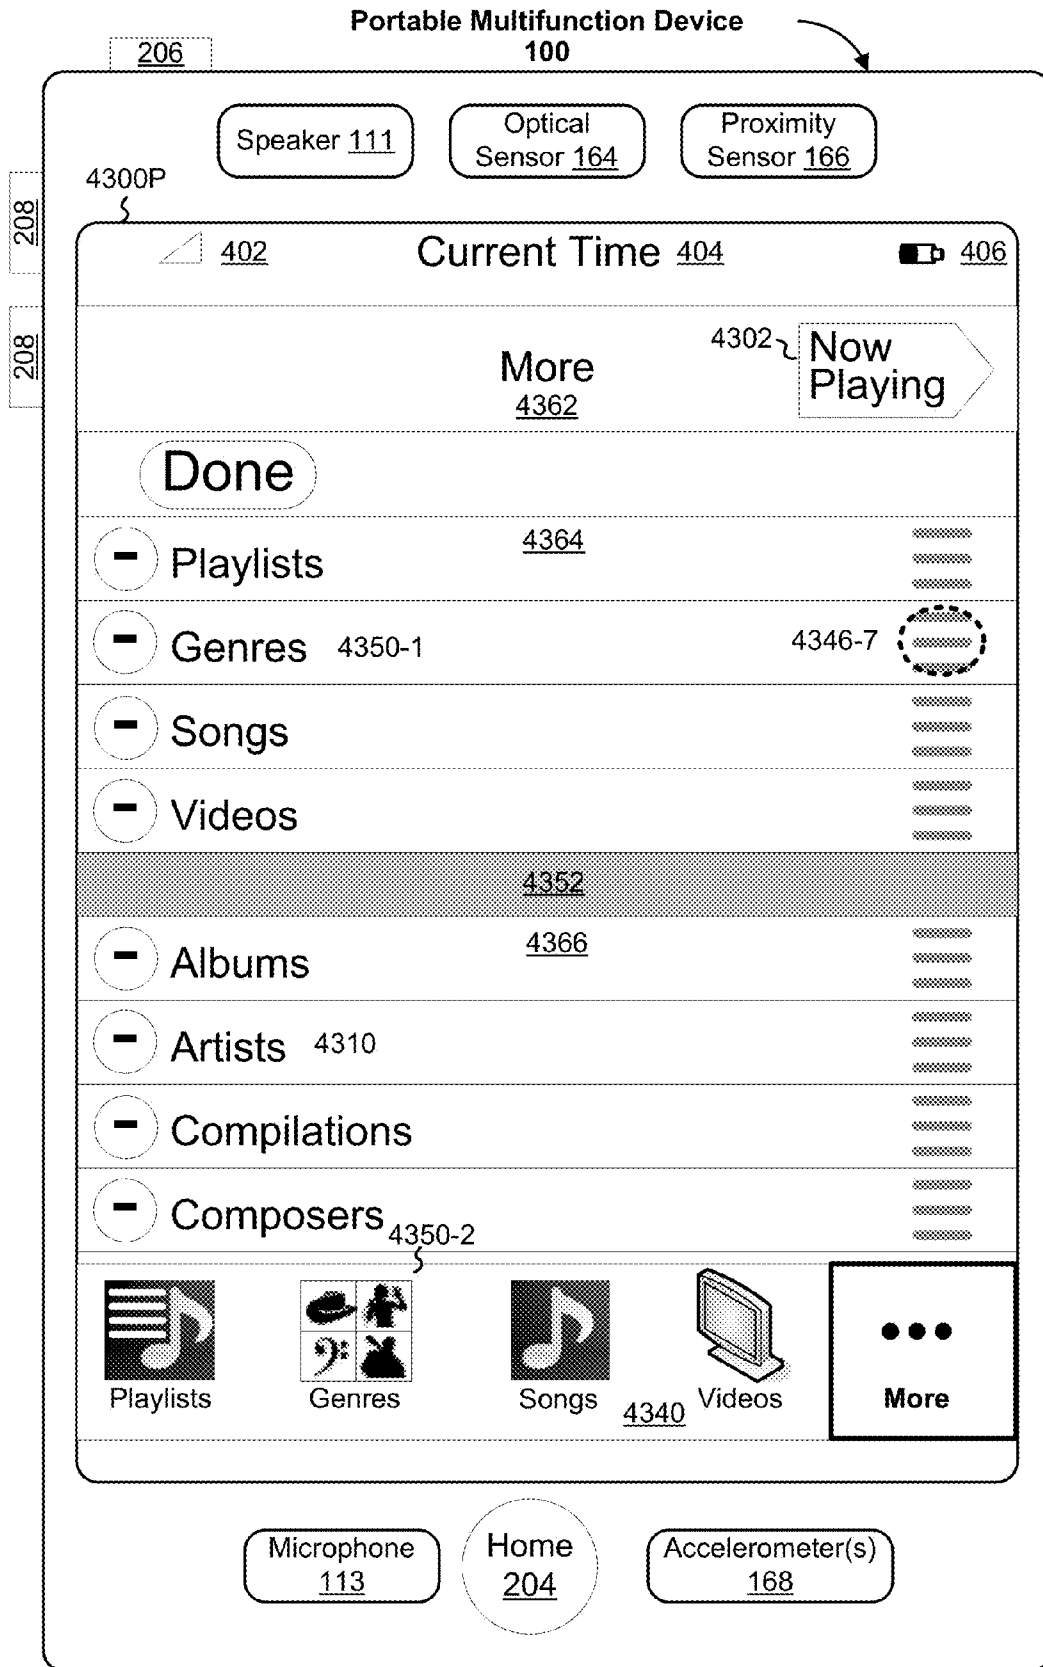 Portable Multifunction Device
100
206
Speaker 111
Optical
Sensor 164
Proximity
Sensor 166
208
208
4300P
402
Current Time 404
406
More
4362
4302
Now
Playing
Done
4364
- Playlists
- Genres 4350-1 4346-7
- Songs
- Videos
4352
4366
- Albums
- Artists 4310
- Compilations
- Composers
4350-2
Playlists
Genres
Songs
4340
Videos
More
Microphone
113
Home
204
Accelerometer(s)
168